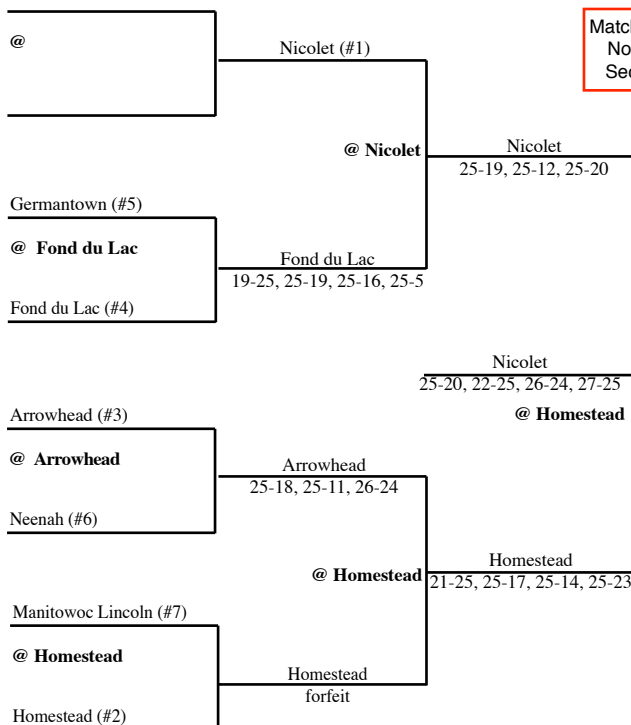 @
Nicolet (#1)
Matc
No
Sec
@ Nicolet
Nicolet
25-19, 25-12, 25-20
Germantown (#5)
@ Fond du Lac
Fond du Lac
19-25, 25-19, 25-16, 25-5
Fond du Lac (#4)
Nicolet
25-20, 22-25, 26-24, 27-25
@ Homestead
Arrowhead (#3)
@ Arrowhead
Arrowhead
25-18, 25-11, 26-24
Neenah (#6)
@ Homestead
Homestead
21-25, 25-17, 25-14, 25-23
Manitowoc Lincoln (#7)
@ Homestead
Homestead
forfeit
Homestead (#2)